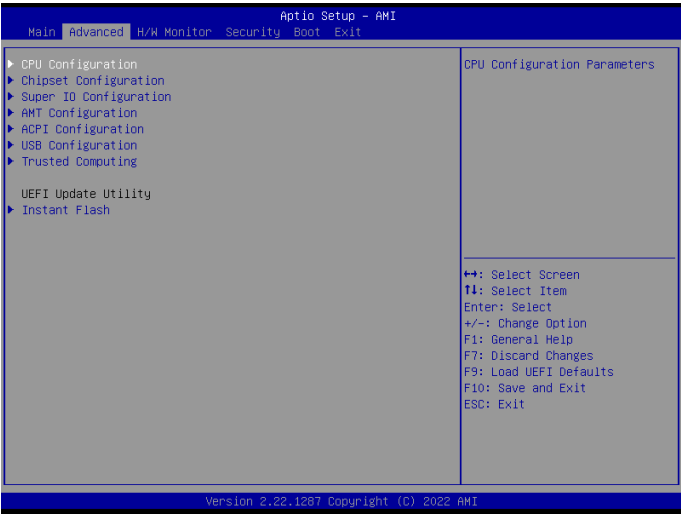 Aptio Setup – AMI
Main Advanced H/W Monitor Security Boot Exit
▶ CPU Configuration
▶ Chipset Configuration
▶ Super IO Configuration
▶ AMT Configuration
▶ ACPI Configuration
▶ USB Configuration
▶ Trusted Computing
UEFI Update Utility
▶ Instant Flash
CPU Configuration Parameters
↔: Select Screen
↑↓: Select Item
Enter: Select
+/-: Change Option
F1: General Help
F7: Discard Changes
F9: Load UEFI Defaults
F10: Save and Exit
ESC: Exit
Version 2.22.1287 Copyright (C) 2022 AMI